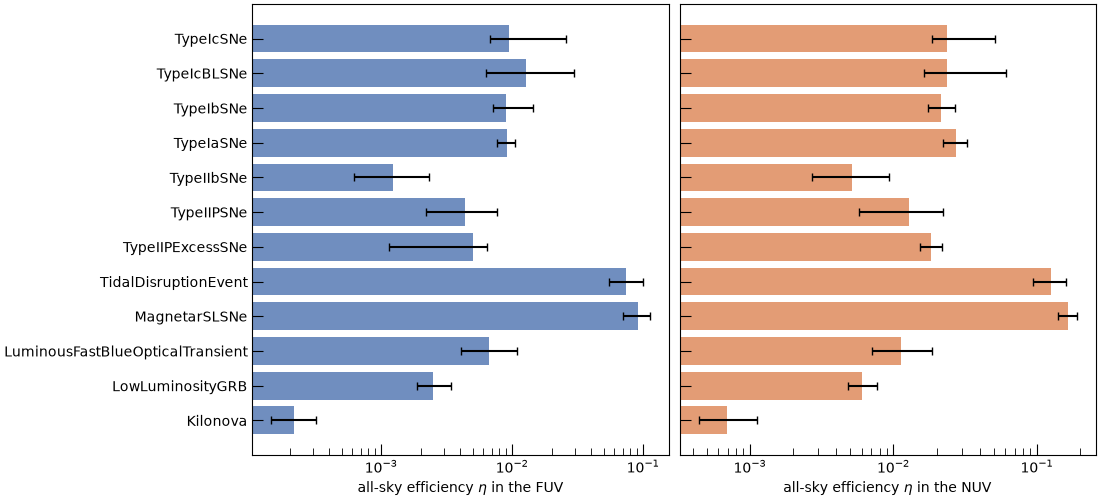 TypeIcSNe
TypeIcBLSNe
TypeIbSNe
TypeIaSNe
TypeIIbSNe
TypeIIPSNe
TypeIIPExcessSNe
TidalDisruptionEvent
MagnetarSLSNe
LuminousFastBlueOpticalTransient
LowLuminosityGRB
Kilonova
10⁻³ 10⁻² 10⁻¹
all-sky efficiency η in the FUV
10⁻³ 10⁻² 10⁻¹
all-sky efficiency η in the NUV